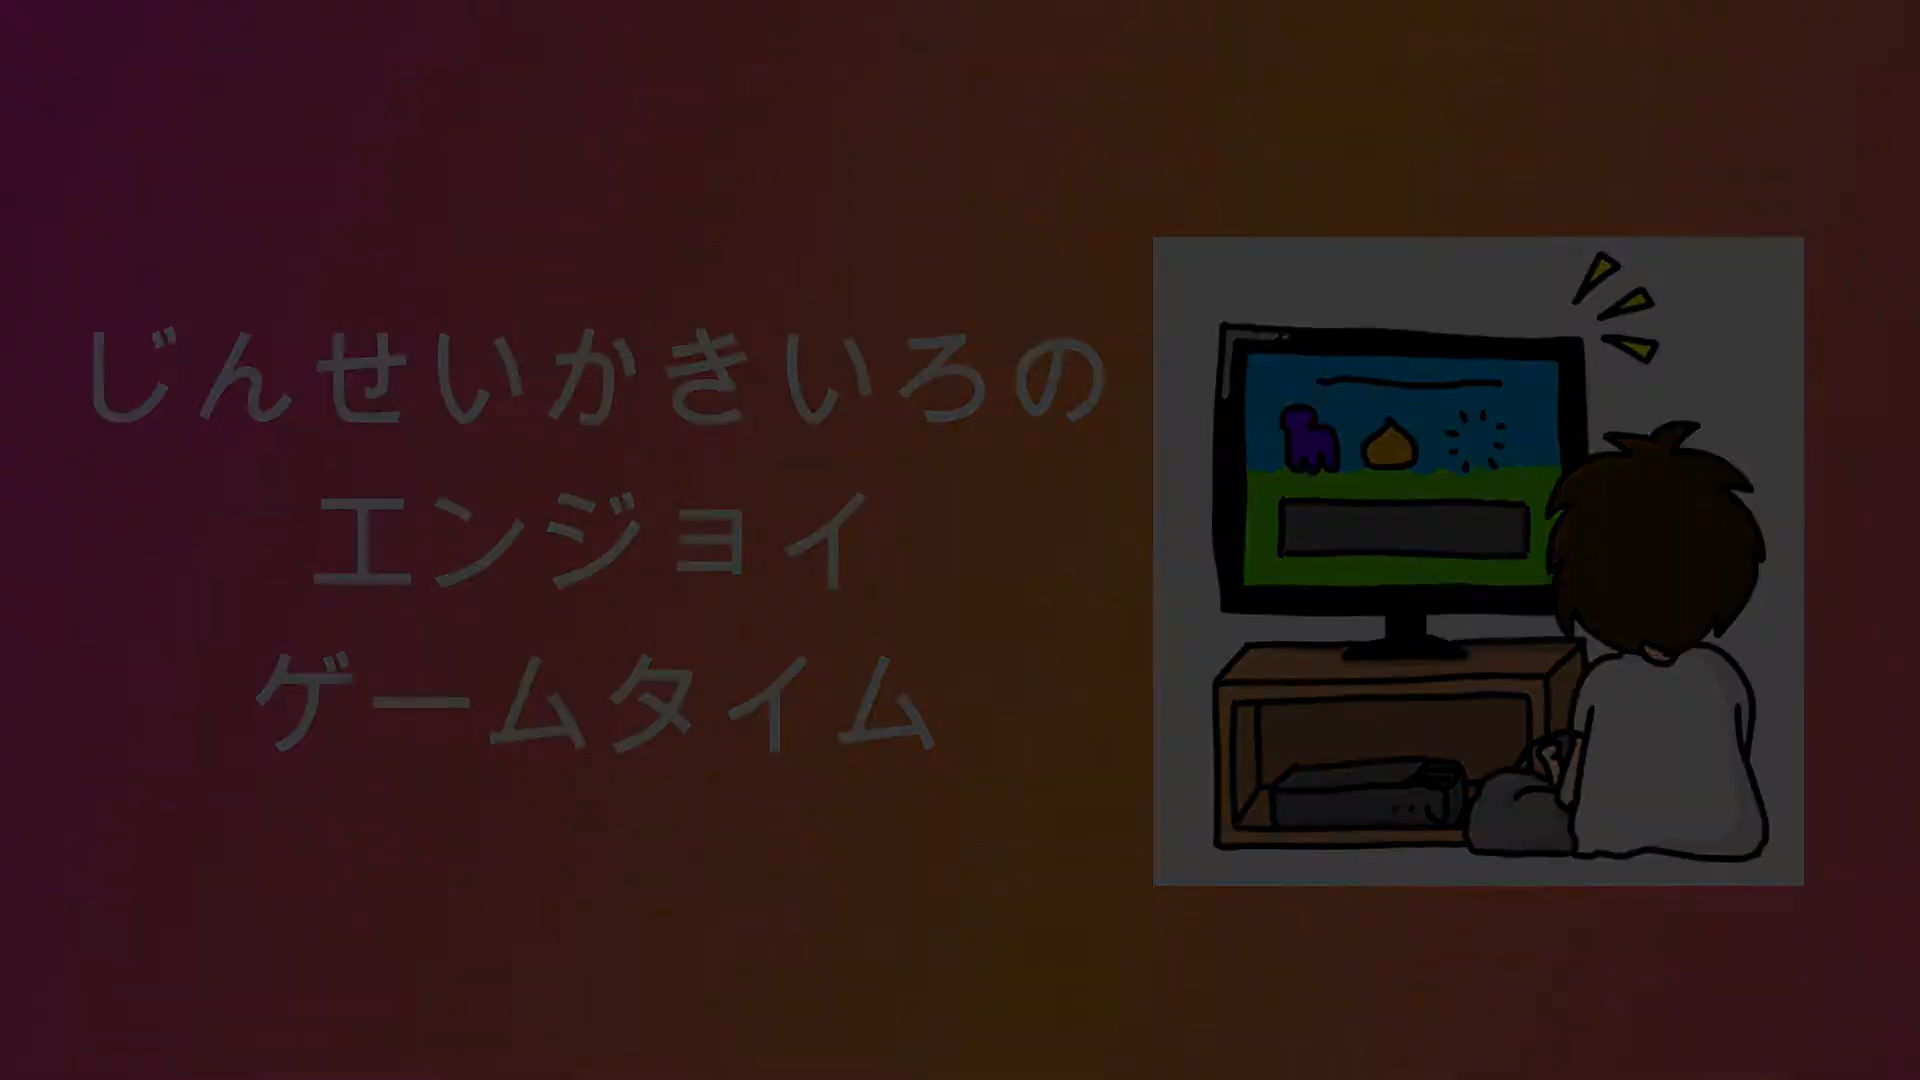 じんせいかきいろの
エンジョイ
ゲームタイム